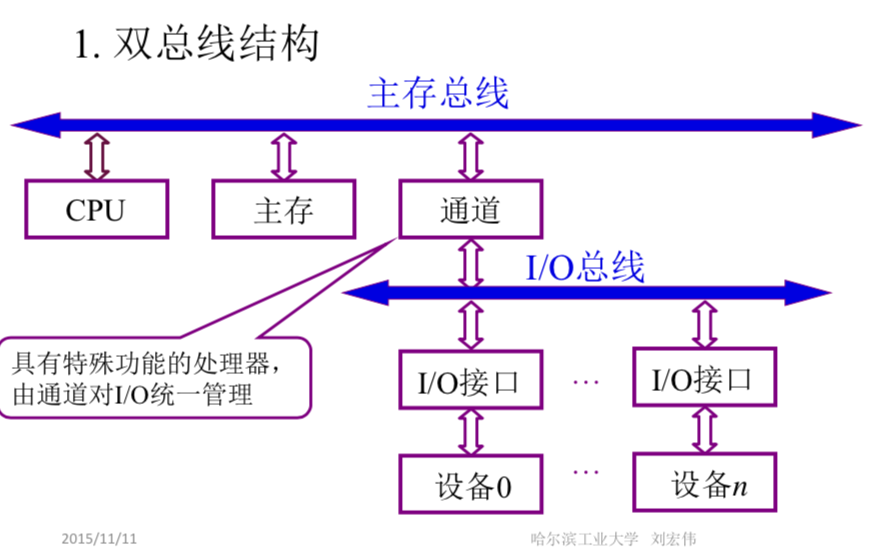 1. 双总线结构
主存总线
CPU
主存
通道
I/O总线
具有特殊功能的处理器，
由通道对I/O统一管理
I/O接口
…
I/O接口
设备0
…
设备n
2015/11/11
哈尔滨工业大学 刘宏伟